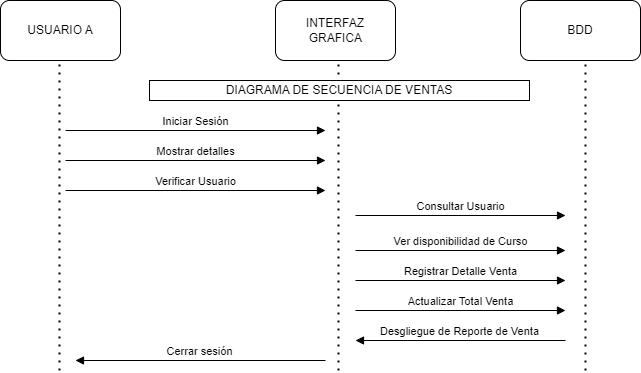 USUARIO A
INTERFAZ
GRAFICA
BDD
DIAGRAMA DE SECUENCIA DE VENTAS
Iniciar Sesión
Mostrar detalles
Verificar Usuario
Consultar Usuario
Ver disponibilidad de Curso
Registrar Detalle Venta
Actualizar Total Venta
Desgliegue de Reporte de Venta
Cerrar sesión